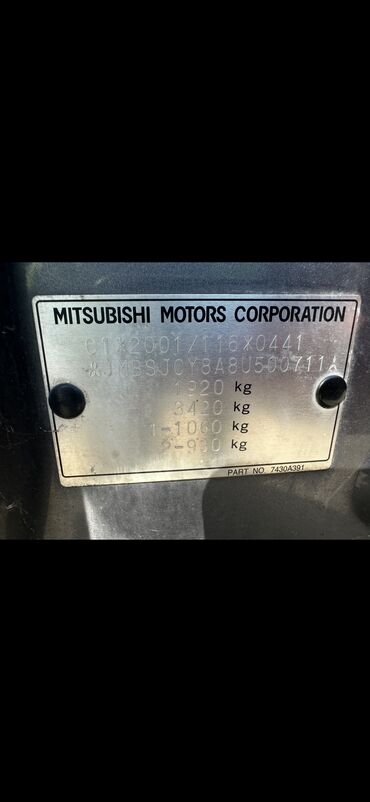 MITSUBISHI MOTORS CORPORATION
C1*2001/116*0441
*JMBSJCY8A8U500711*
1920 kg
3420 kg
1-1060 kg
2-930 kg
PART NO. 7430A391